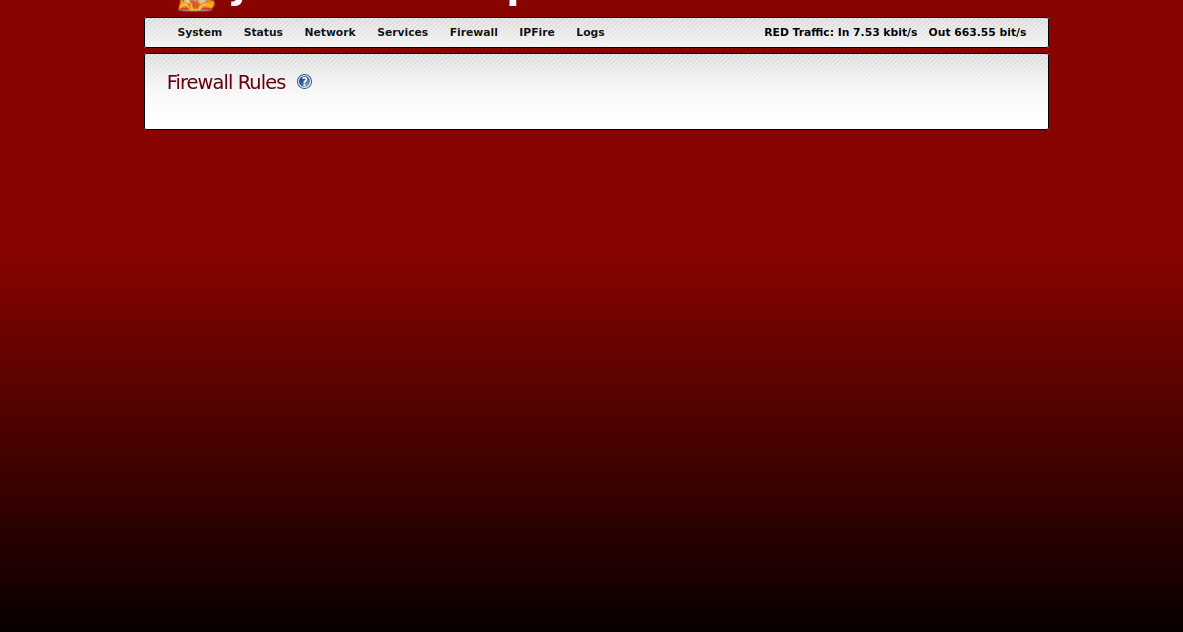 System Status Network Services Firewall IPFire Logs RED Traffic: In 7.53 kbit/s Out 663.55 bit/s
Firewall Rules ?